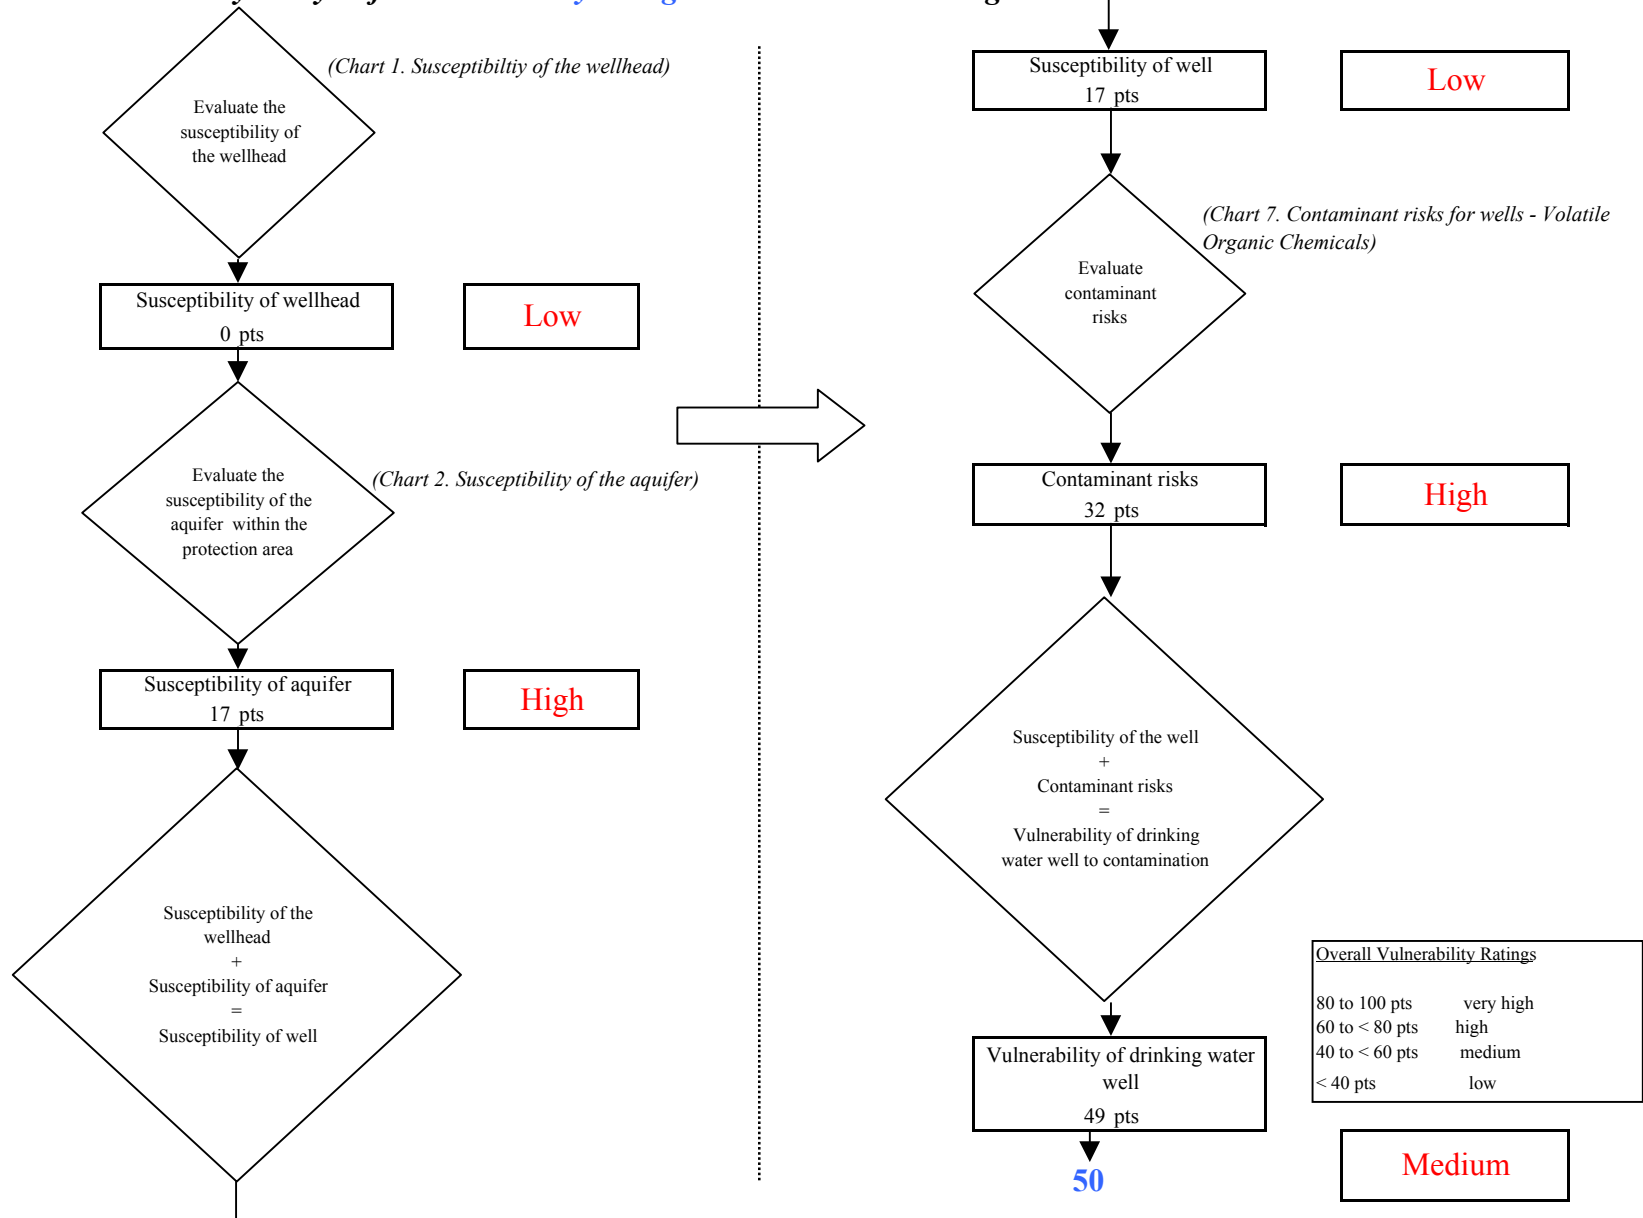 (Chart 1. Susceptibiltiy of the wellhead)
Evaluate the
susceptibility of
the wellhead
Susceptibility of wellhead
0 pts
Low
Evaluate the
susceptibility of the
aquifer within the
protection area
(Chart 2. Susceptibility of the aquifer)
Susceptibility of aquifer
17 pts
High
Susceptibility of the
wellhead
+
Susceptibility of aquifer
=
Susceptibility of well
Susceptibility of well
17 pts
Low
(Chart 7. Contaminant risks for wells - Volatile
Organic Chemicals)
Evaluate
contaminant
risks
Contaminant risks
32 pts
High
Susceptibility of the well
+
Contaminant risks
=
Vulnerability of drinking
water well to contamination
Overall Vulnerability Ratings
80 to 100 pts very high
60 to < 80 pts high
40 to < 60 pts medium
< 40 pts low
Vulnerability of drinking water
well
49 pts
50
Medium